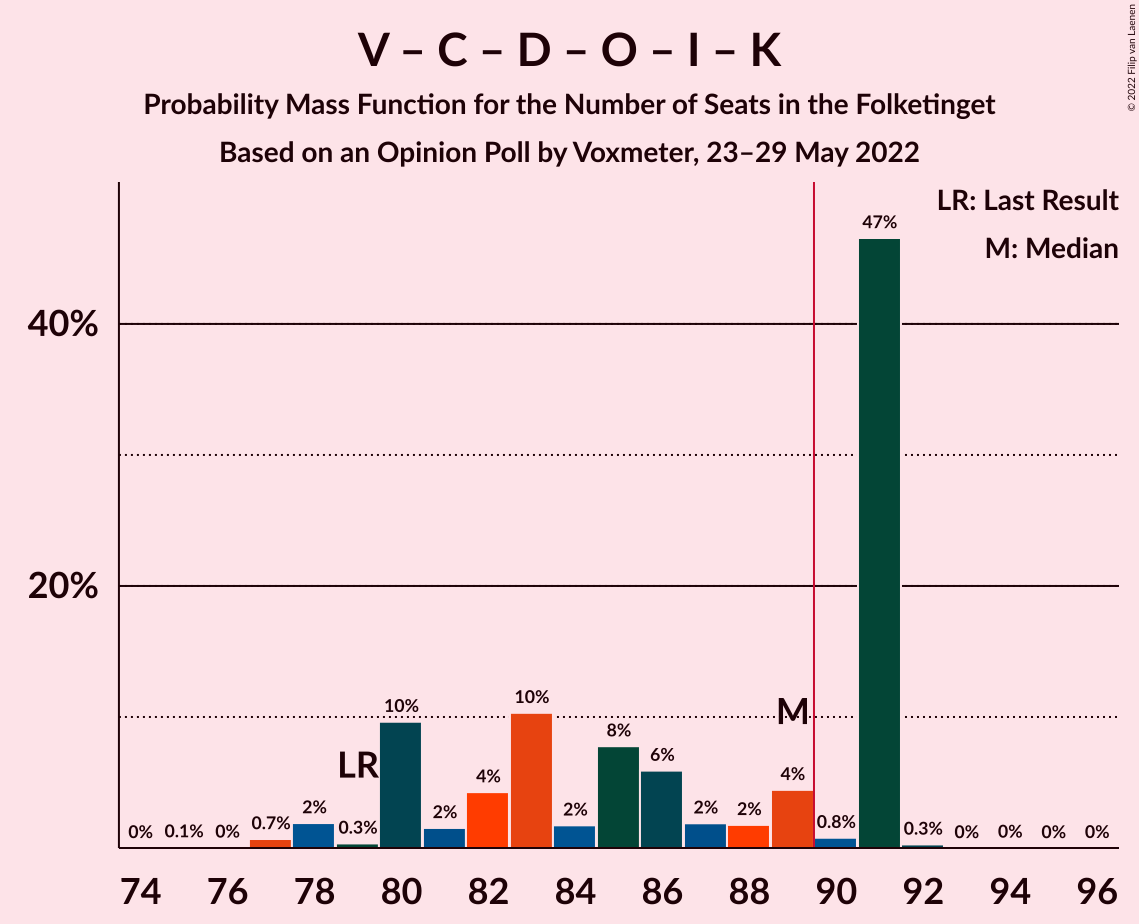 V – C – D – O – I – K
Probability Mass Function for the Number of Seats in the Folketinget
Based on an Opinion Poll by Voxmeter, 23–29 May 2022
© 2022 Filip van Laenen
LR: Last Result
M: Median
40%
20%
0% 0.1% 0% 0.7% 2% 0.3% 10% 2% 4% 10% 2% 8% 6% 2% 2% 4% 0.8% 47% 0.3% 0% 0% 0% 0%
LR
M
74 76 78 80 82 84 86 88 90 92 94 96